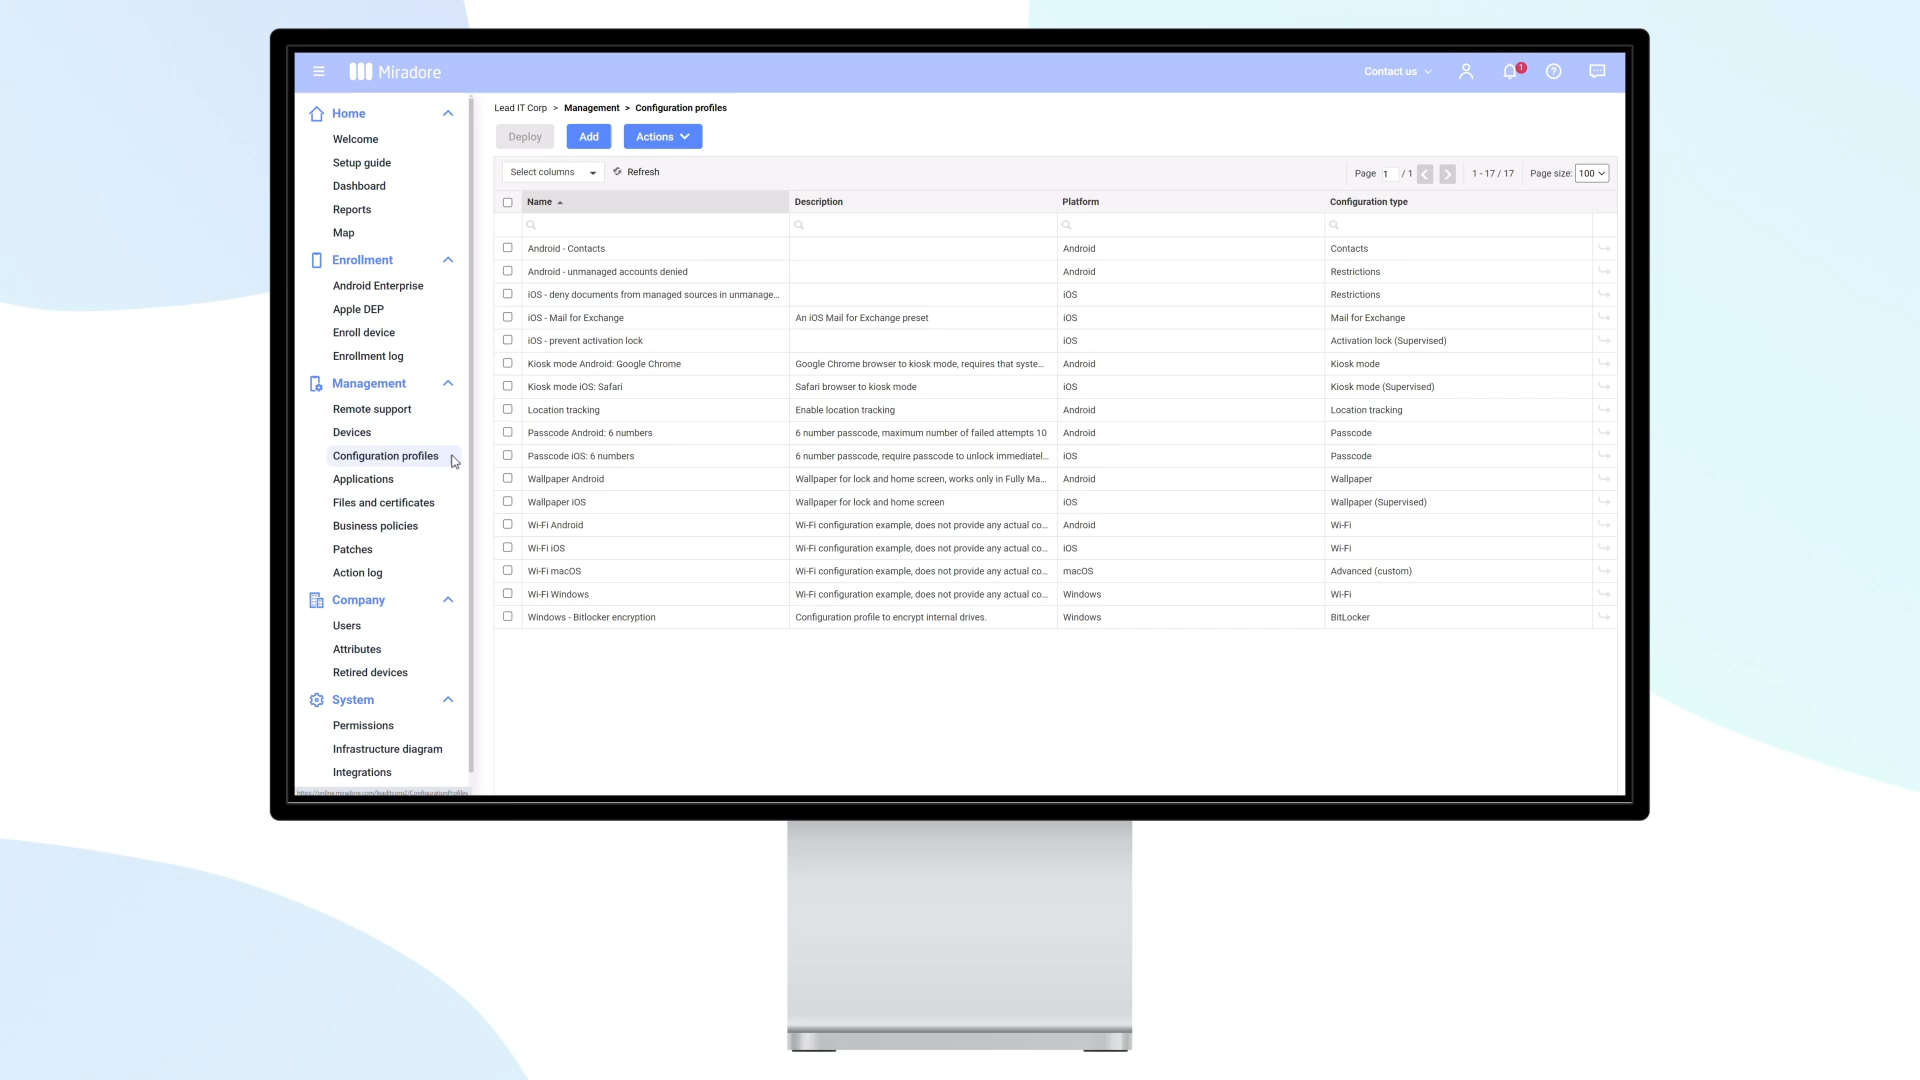 Miradore
Contact us
1
Home
Welcome
Setup guide
Dashboard
Reports
Map
Enrollment
Android Enterprise
Apple DEP
Enroll device
Enrollment log
Management
Remote support
Devices
Configuration profiles
Applications
Files and certificates
Business policies
Patches
Action log
Company
Users
Attributes
Retired devices
System
Permissions
Infrastructure diagram
Integrations
https://online.miradore.com/leaditcorp2/ConfigurationProfiles
Lead IT Corp > Management > Configuration profiles
Deploy Add Actions
Select columns Refresh Page 1 / 1 1 - 17 / 17 Page size: 100
Name Description Platform Configuration type
Android - Contacts Android Contacts
Android - unmanaged accounts denied Android Restrictions
iOS - deny documents from managed sources in unmanage... iOS Restrictions
iOS - Mail for Exchange An iOS Mail for Exchange preset iOS Mail for Exchange
iOS - prevent activation lock iOS Activation lock (Supervised)
Kiosk mode Android: Google Chrome Google Chrome browser to kiosk mode, requires that syste... Android Kiosk mode
Kiosk mode iOS: Safari Safari browser to kiosk mode iOS Kiosk mode (Supervised)
Location tracking Enable location tracking Android Location tracking
Passcode Android: 6 numbers 6 number passcode, maximum number of failed attempts 10 Android Passcode
Passcode iOS: 6 numbers 6 number passcode, require passcode to unlock immediatel... iOS Passcode
Wallpaper Android Wallpaper for lock and home screen, works only in Fully Ma... Android Wallpaper
Wallpaper iOS Wallpaper for lock and home screen iOS Wallpaper (Supervised)
Wi-Fi Android Wi-Fi configuration example, does not provide any actual co... Android Wi-Fi
Wi-Fi iOS Wi-Fi configuration example, does not provide any actual co... iOS Wi-Fi
Wi-Fi macOS Wi-Fi configuration example, does not provide any actual co... macOS Advanced (custom)
Wi-Fi Windows Wi-Fi configuration example, does not provide any actual co... Windows Wi-Fi
Windows - Bitlocker encryption Configuration profile to encrypt internal drives. Windows BitLocker